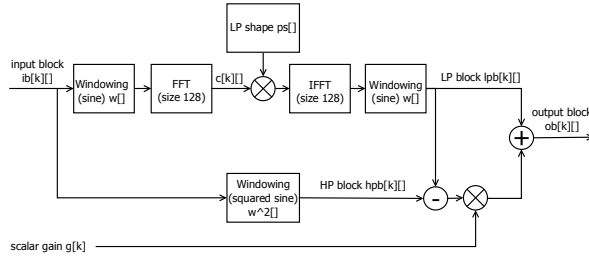 LP shape ps[]
input block
ib[k][]
Windowing
(sine) w[]
FFT
(size 128)
c[k][]
IFFT
(size 128)
Windowing
(sine) w[]
LP block lpb[k][]
output block
ob[k][]
+
Windowing
(squared sine)
w^2[]
HP block hpb[k][]
-
scalar gain g[k]